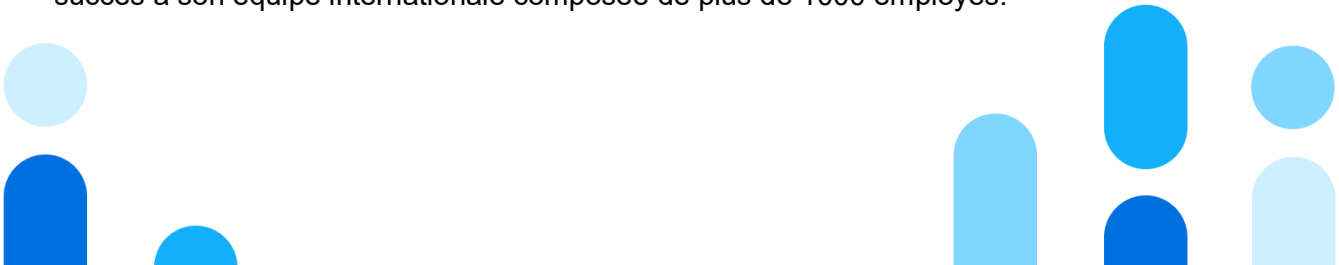 succès à son équipe internationale composée de plus de 1000 employés.